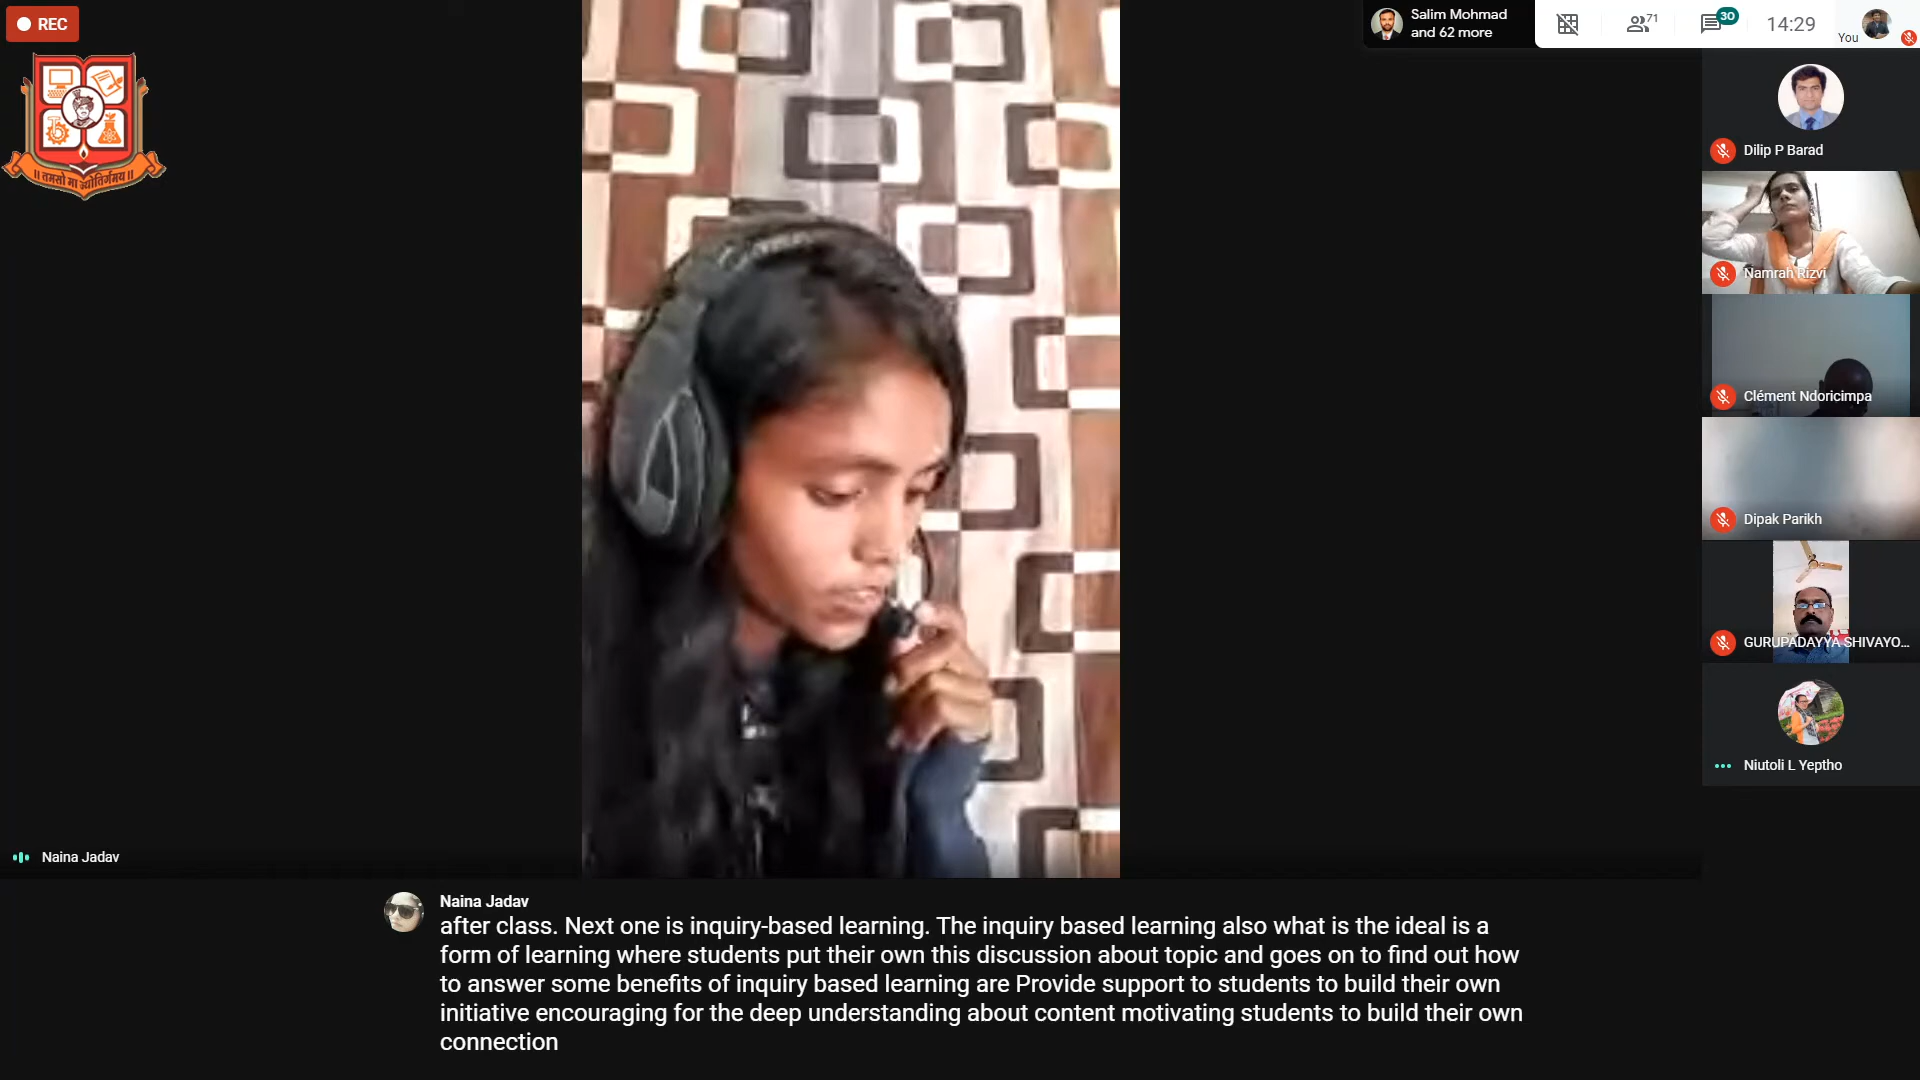 REC
Salim Mohmad
and 62 more
71
30
14:29
You
।। तमसो मा ज्योतिर्गमय ।।
Dilip P Barad
Namrah Rizvi
Clément Ndoricimpa
Dipak Parikh
GURUPADAYYA SHIVAYO...
Niutoli L Yeptho
Naina Jadav
Naina Jadav
after class. Next one is inquiry-based learning. The inquiry based learning also what is the ideal is a
form of learning where students put their own this discussion about topic and goes on to find out how
to answer some benefits of inquiry based learning are Provide support to students to build their own
initiative encouraging for the deep understanding about content motivating students to build their own
connection